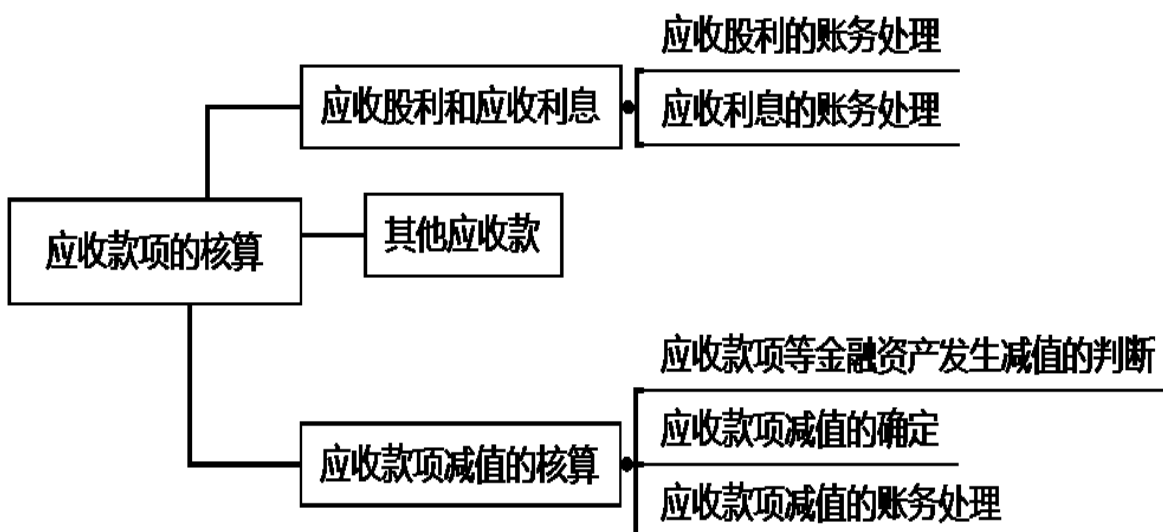 应收股利的账务处理
应收股利和应收利息
应收利息的账务处理
其他应收款
应收款项的核算
应收款项等金融资产发生减值的判断
应收款项减值的确定
应收款项减值的核算
应收款项减值的账务处理